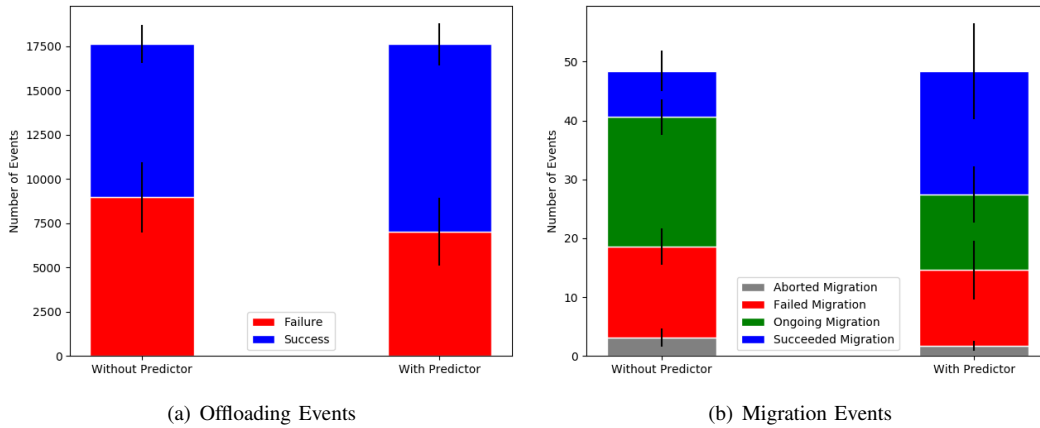 17500
15000
12500
10000
7500
5000
2500
0
Number of Events
Failure
Success
Without Predictor
With Predictor
(a) Offloading Events
50
40
30
20
10
0
Number of Events
Aborted Migration
Failed Migration
Ongoing Migration
Succeeded Migration
Without Predictor
With Predictor
(b) Migration Events